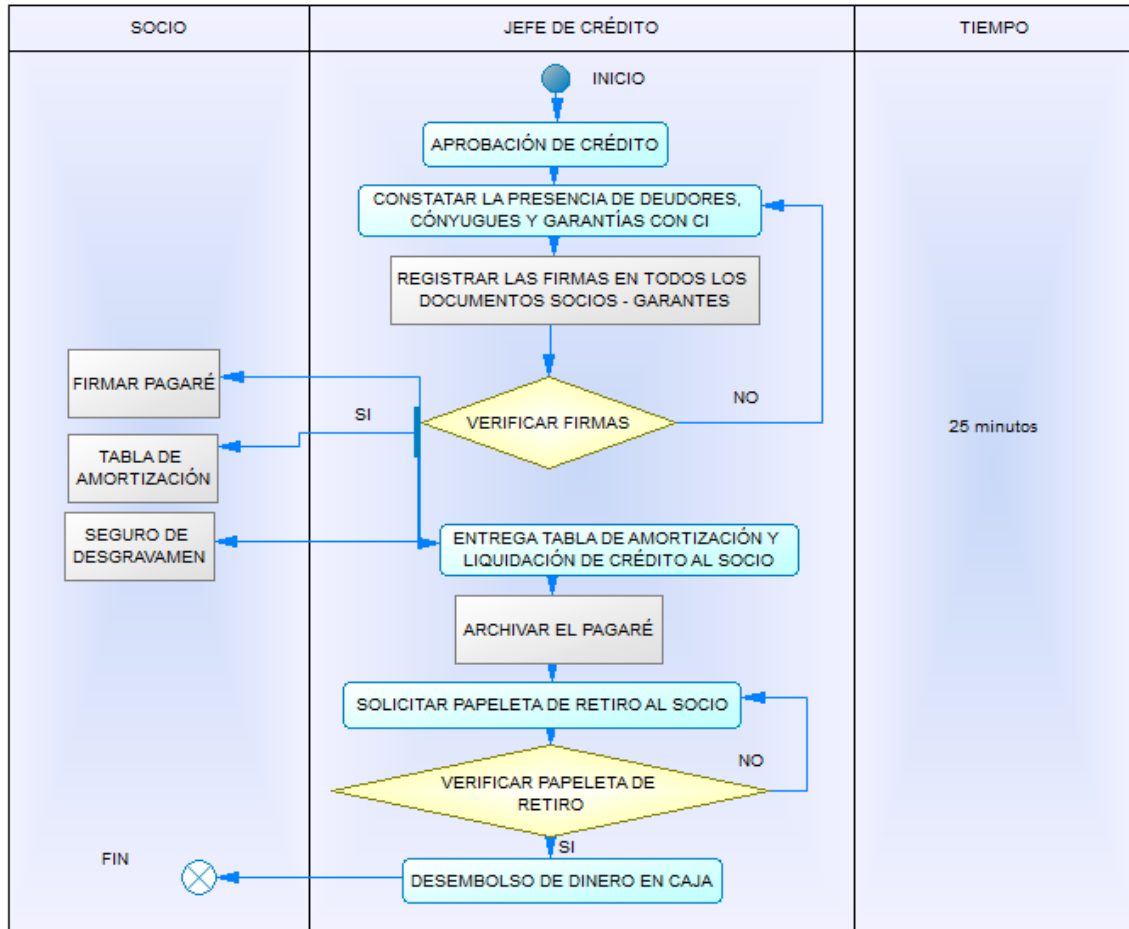 SOCIO
JEFE DE CRÉDITO
TIEMPO
INICIO
APROBACIÓN DE CRÉDITO
CONSTATAR LA PRESENCIA DE DEUDORES,
CÓNYUGUES Y GARANTÍAS CON CI
REGISTRAR LAS FIRMAS EN TODOS LOS
DOCUMENTOS SOCIOS - GARANTES
FIRMAR PAGARÉ
NO
SI
VERIFICAR FIRMAS
25 minutos
TABLA DE
AMORTIZACIÓN
SEGURO DE
DESGRAVAMEN
ENTREGA TABLA DE AMORTIZACIÓN Y
LIQUIDACIÓN DE CRÉDITO AL SOCIO
ARCHIVAR EL PAGARÉ
SOLICITAR PAPELETA DE RETIRO AL SOCIO
NO
VERIFICAR PAPELETA DE
RETIRO
SI
FIN
DESEMBOLSO DE DINERO EN CAJA